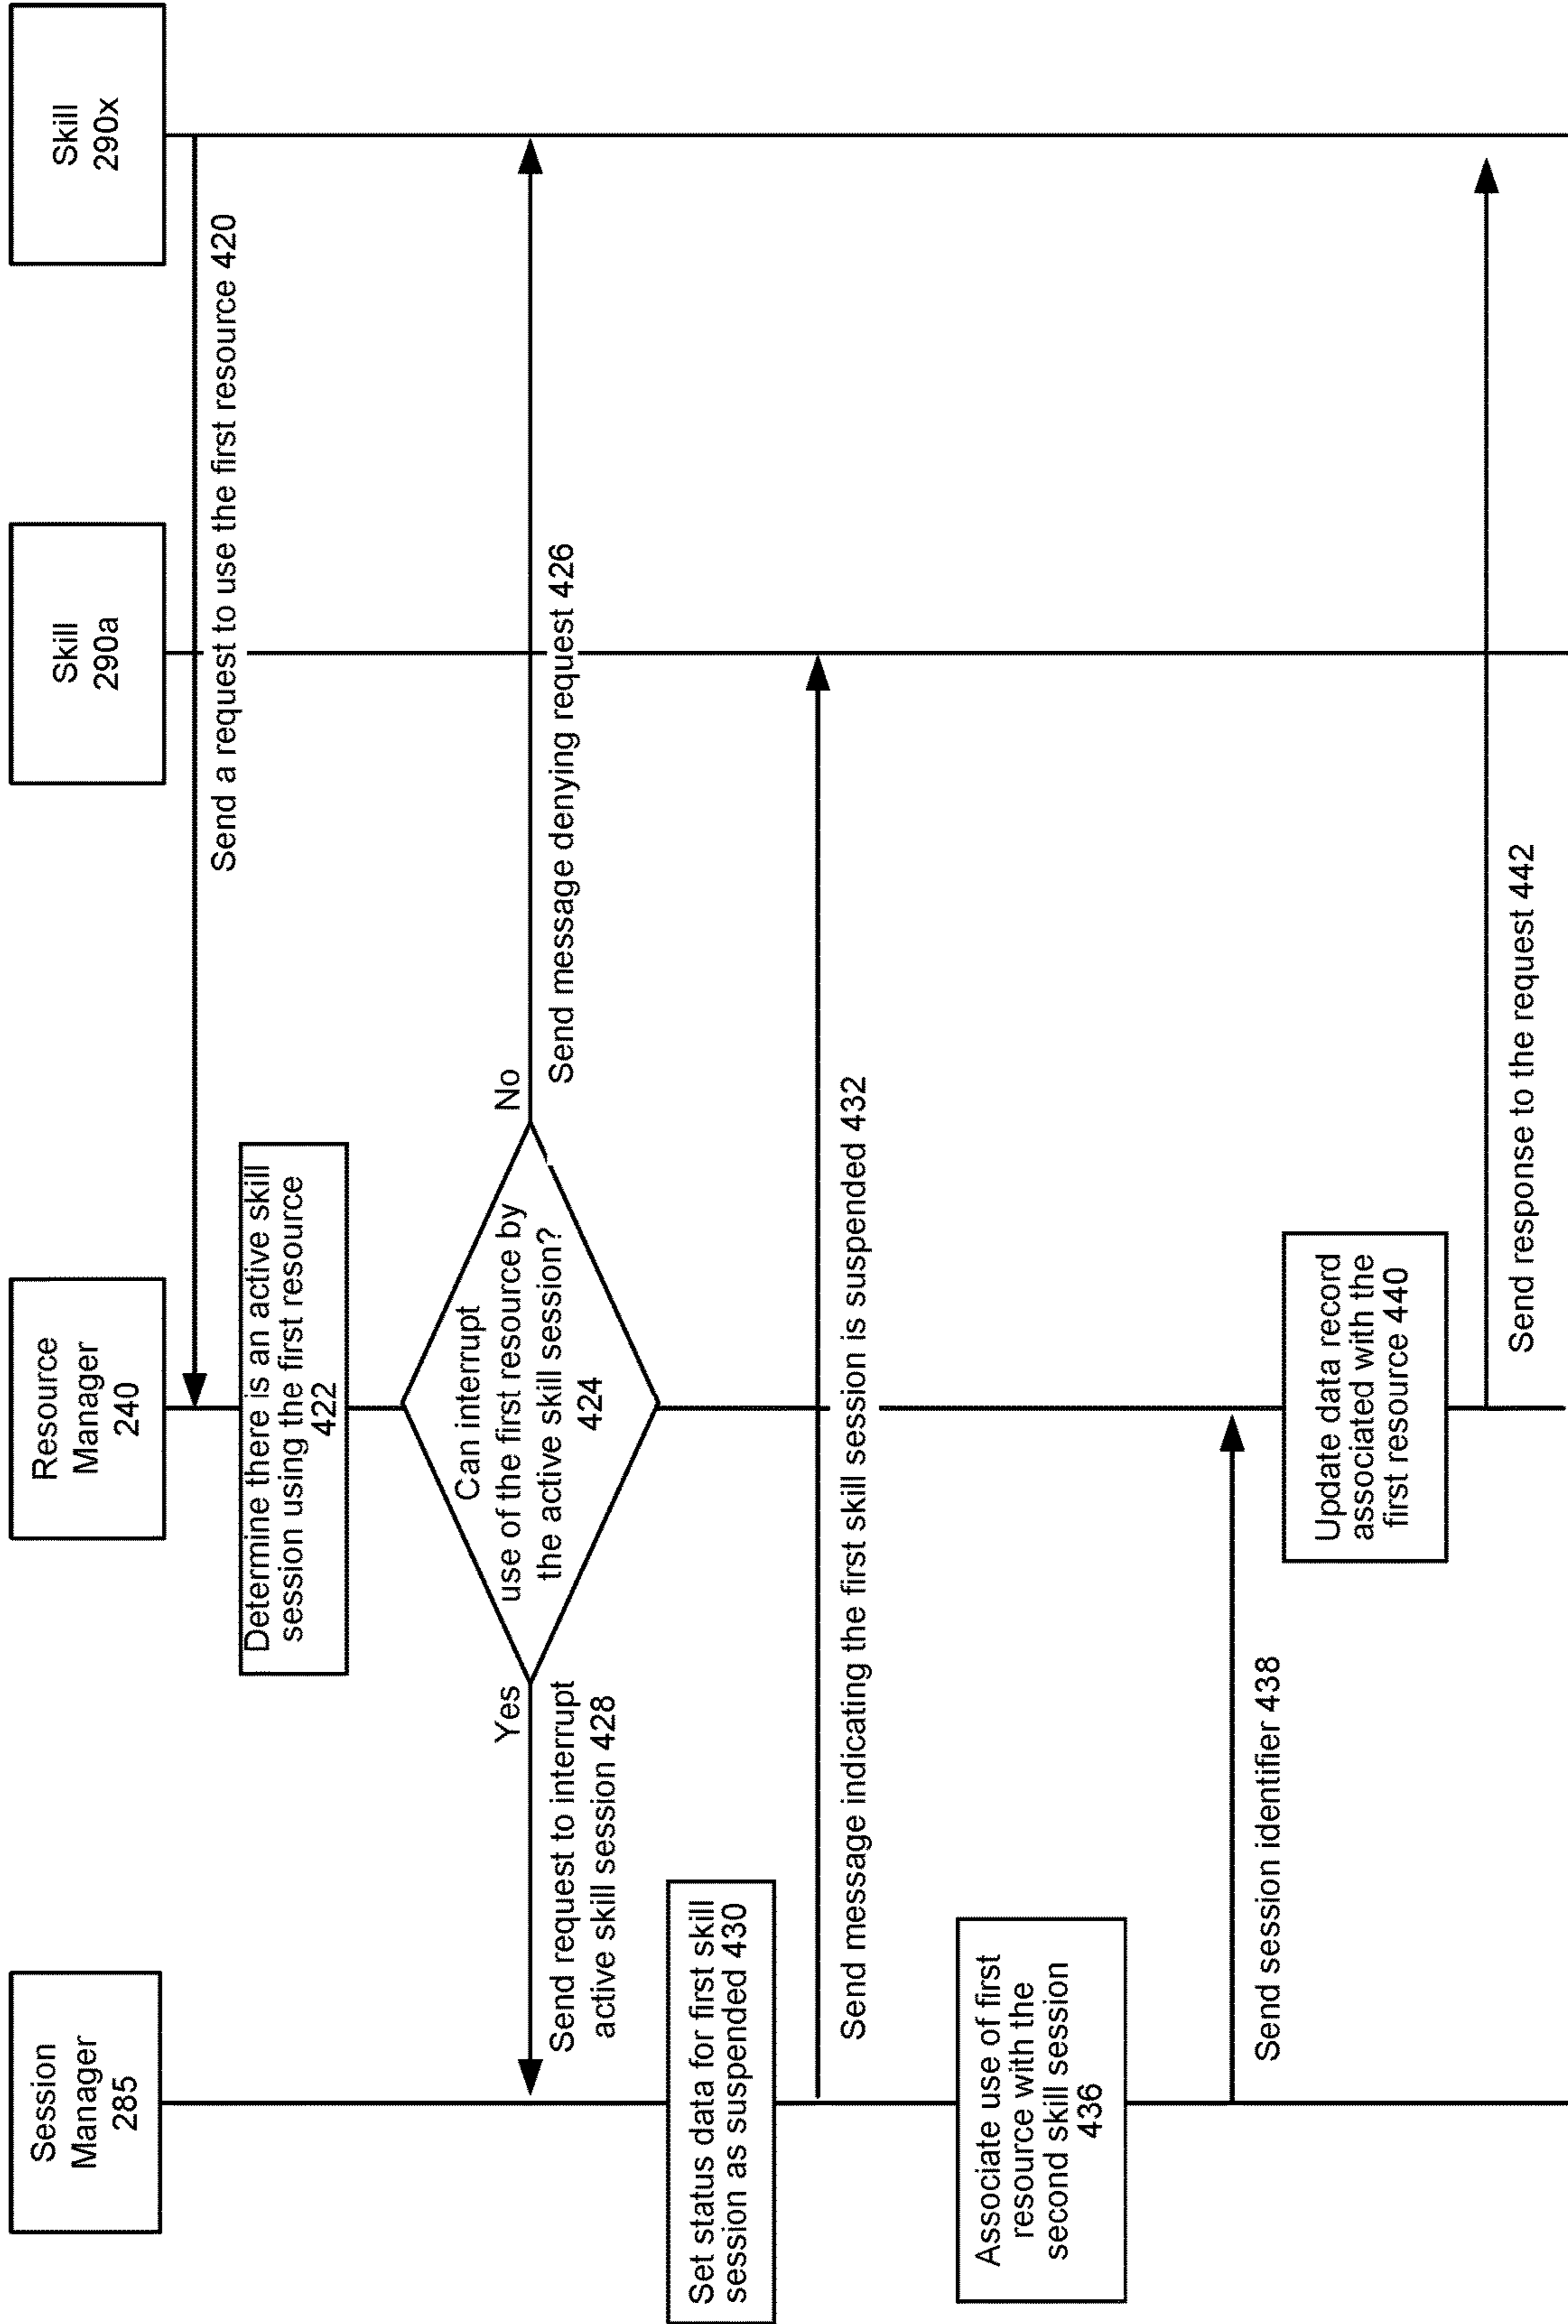 Session
Manager
285
Resource
Manager
240
Skill
290a
Skill
290x
Send a request to use the first resource 420
Determine there is an active skill
session using the first resource
422
Can interrupt
use of the first resource by
the active skill session?
424
Yes
No
Send request to interrupt
active skill session 428
Send message denying request 426
Set status data for first skill
session as suspended 430
Send message indicating the first skill session is suspended 432
Associate use of first
resource with the
second skill session
436
Send session identifier 438
Update data record
associated with the
first resource 440
Send response to the request 442